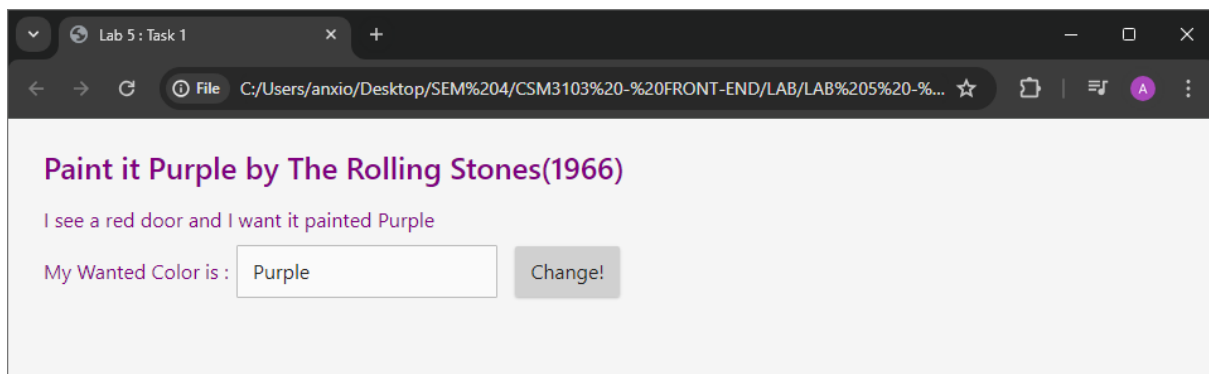 Lab 5 : Task 1
File C:/Users/anxio/Desktop/SEM%204/CSM3103%20-%20FRONT-END/LAB/LAB%205%20-%...
A
Paint it Purple by The Rolling Stones(1966)
I see a red door and I want it painted Purple
My Wanted Color is : Purple Change!